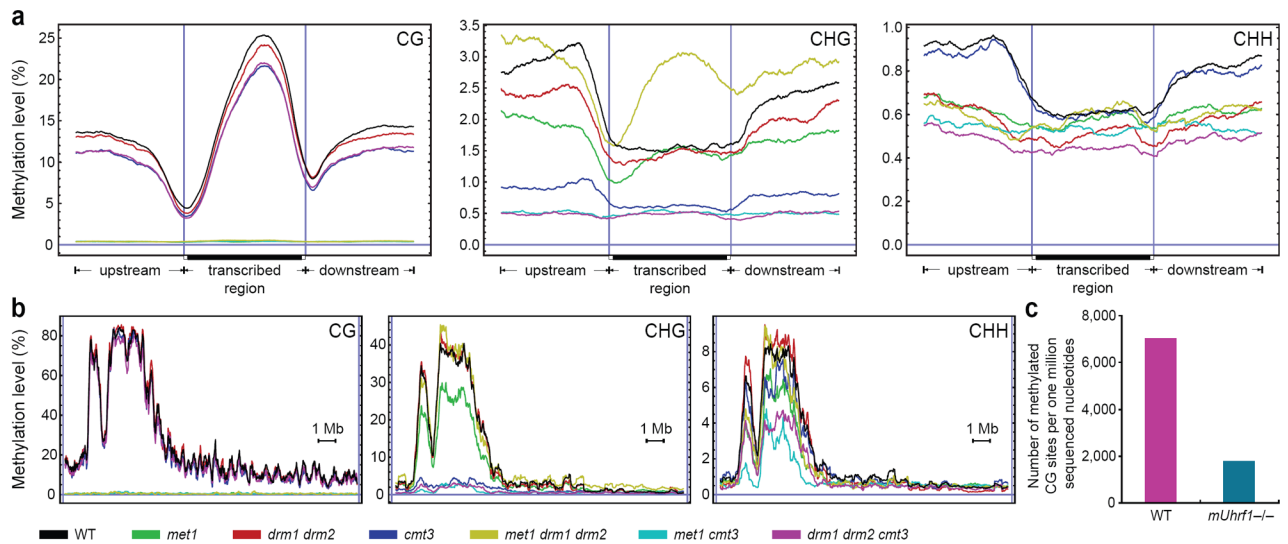 a
CG
CHG
CHH
Methylation level (%)
25
20
15
10
5
0
3.5
3.0
2.5
2.0
1.5
1.0
0.5
0.0
1.0
0.8
0.6
0.4
0.2
0.0
upstream
transcribed
region
downstream
upstream
transcribed
region
downstream
upstream
transcribed
region
downstream
b
CG
CHG
CHH
Methylation level (%)
80
60
40
20
10
0
40
30
20
10
0
8
6
4
2
0
1 Mb
1 Mb
1 Mb
c
Number of methylated
CG sites per one million
sequenced nucleotides
8,000
6,000
4,000
2,000
0
WT
mUhrf1–/–
WT
met1
drm1 drm2
cmt3
met1 drm1 drm2
met1 cmt3
drm1 drm2 cmt3